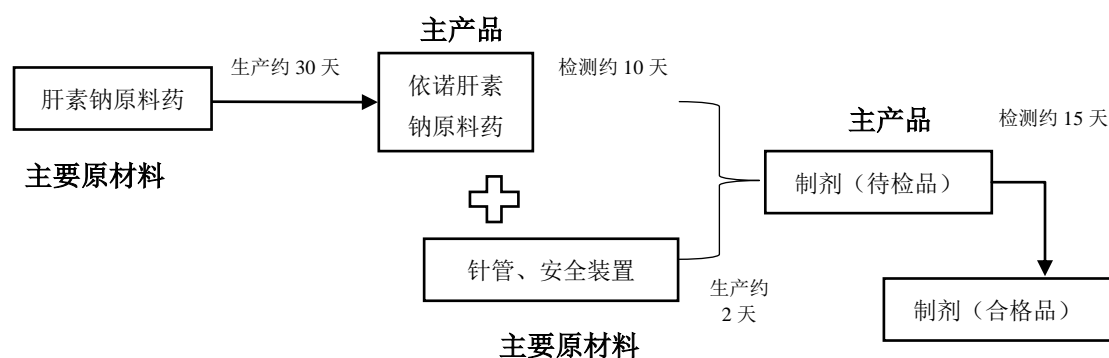 主产品
生产约 30 天
依诺肝素
钠原料药
检测约 10 天
肝素钠原料药
主要原材料
主产品
检测约 15 天
制剂（待检品）
针管、安全装置
生产约
2 天
主要原材料
制剂（合格品）